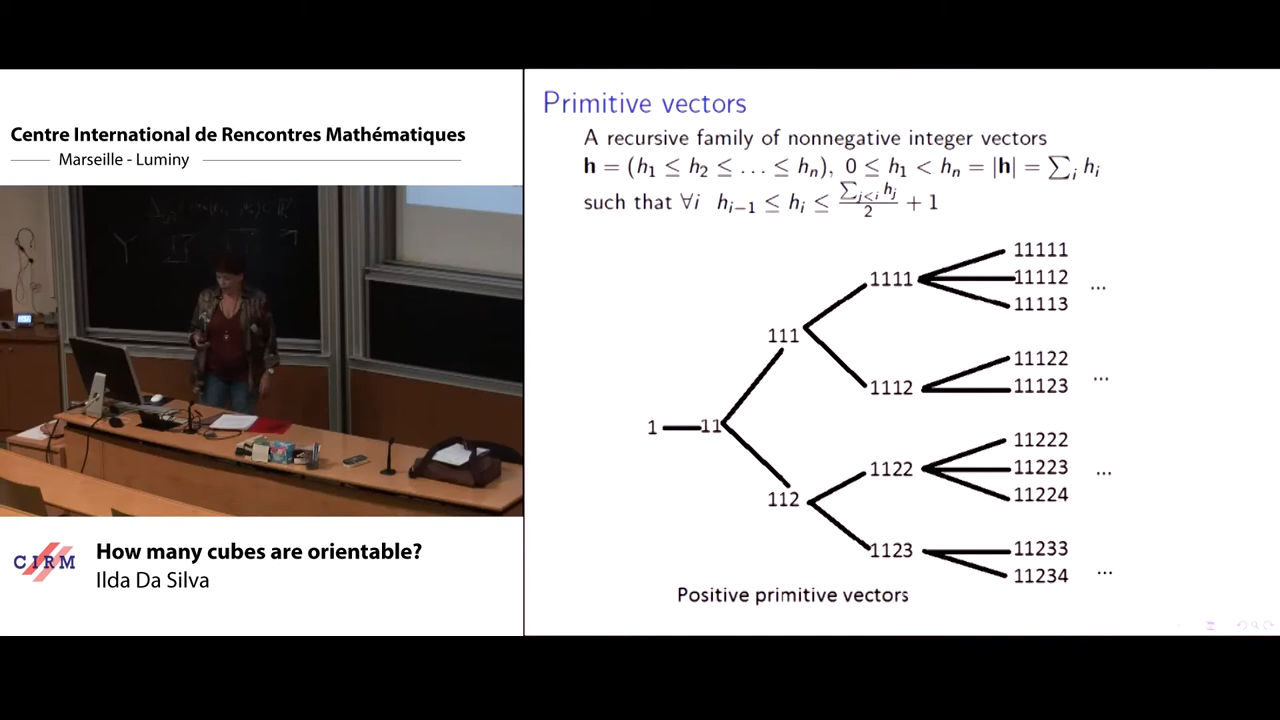 Centre International de Rencontres Mathématiques
Marseille - Luminy
CIRM
How many cubes are orientable?
Ilda Da Silva
Primitive vectors
A recursive family of nonnegative integer vectors
h = (h₁ ≤ h₂ ≤ … ≤ hₙ), 0 ≤ h₁ < hₙ = |h| = ∑ᵢ hᵢ
such that ∀i hᵢ₋₁ ≤ hᵢ ≤ (∑ⱼ<ᵢ hⱼ)/2 + 1
11111
1111 11112 ...
11113
111
11122
1112 11123 ...
1 11
11222
1122 11223 ...
112 11224
1123 11233
11234 ...
Positive primitive vectors